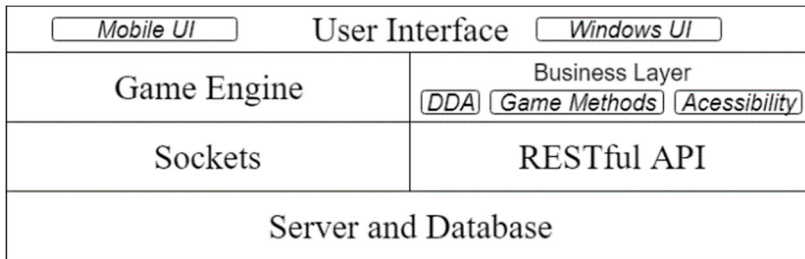 Mobile UI User Interface Windows UI
Game Engine
Business Layer
DDA Game Methods Acessibility
Sockets RESTful API
Server and Database